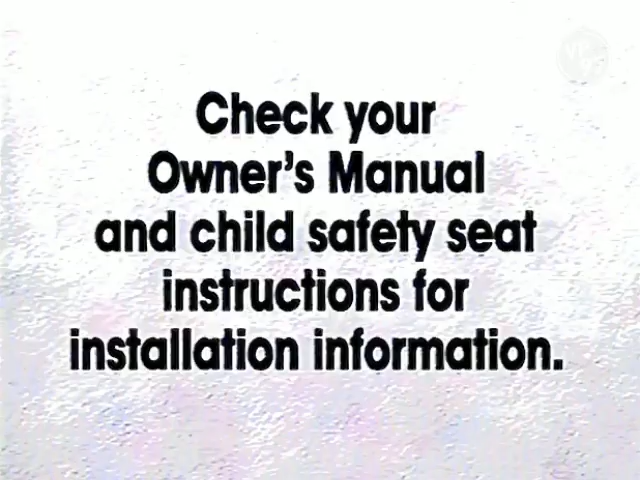 Check your
Owner's Manual
and child safety seat
instructions for
installation information.